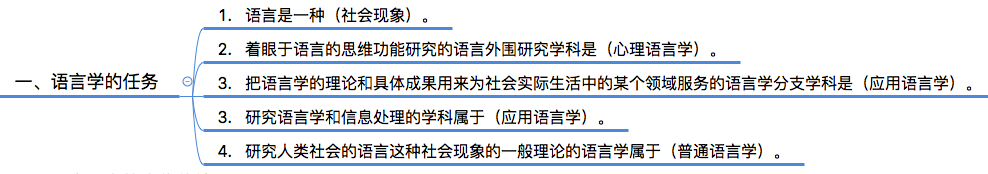 1. 语言是一种（社会现象）。
2. 着眼于语言的思维功能研究的语言外围研究学科是（心理语言学）。
一、语言学的任务
3. 把语言学的理论和具体成果用来为社会实际生活中的某个领域服务的语言学分支学科是（应用语言学）。
3. 研究语言学和信息处理的学科属于（应用语言学）。
4. 研究人类社会的语言这种社会现象的一般理论的语言学属于（普通语言学）。